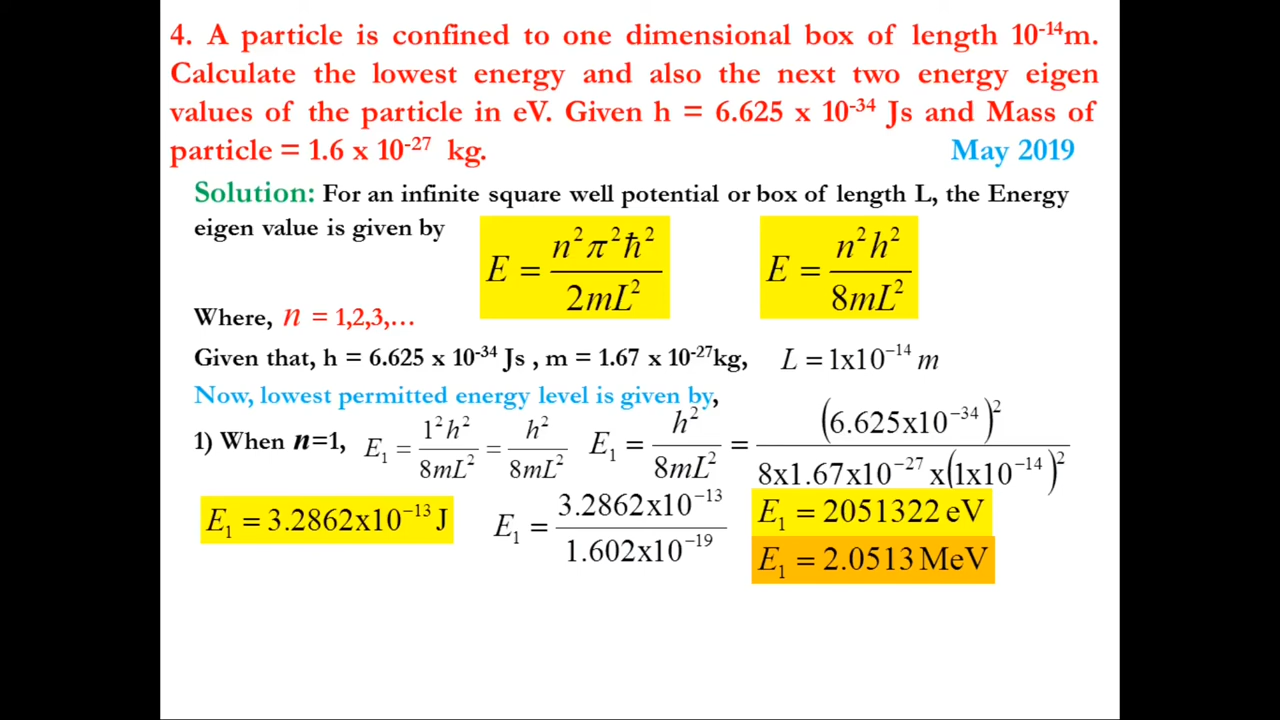 4. A particle is confined to one dimensional box of length 10⁻¹⁴m.
Calculate the lowest energy and also the next two energy eigen
values of the particle in eV. Given h = 6.625 x 10⁻³⁴ Js and Mass of
particle = 1.6 x 10⁻²⁷ kg. May 2019
Solution: For an infinite square well potential or box of length L, the Energy
eigen value is given by
E = n²π²ħ² / 2mL²
E = n²h² / 8mL²
Where, n = 1,2,3,...
Given that, h = 6.625 x 10⁻³⁴ Js , m = 1.67 x 10⁻²⁷kg, L = 1x10⁻¹⁴ m
Now, lowest permitted energy level is given by,
1) When n=1, E₁ = 1²h² / 8mL² = h² / 8mL² E₁ = h² / 8mL² = (6.625x10⁻³⁴)² / 8x1.67x10⁻²⁷x(1x10⁻¹⁴)²
E₁ = 3.2862x10⁻¹³ J
E₁ = 3.2862x10⁻¹³ / 1.602x10⁻¹⁹
E₁ = 2051322 eV
E₁ = 2.0513 MeV